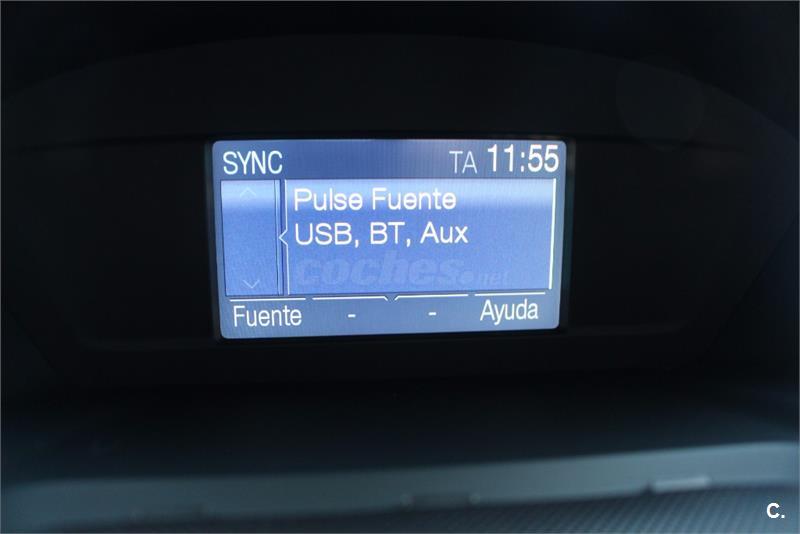 SYNC TA 11:55
Pulse Fuente
USB, BT, Aux
coches.net
Fuente - - Ayuda
c.